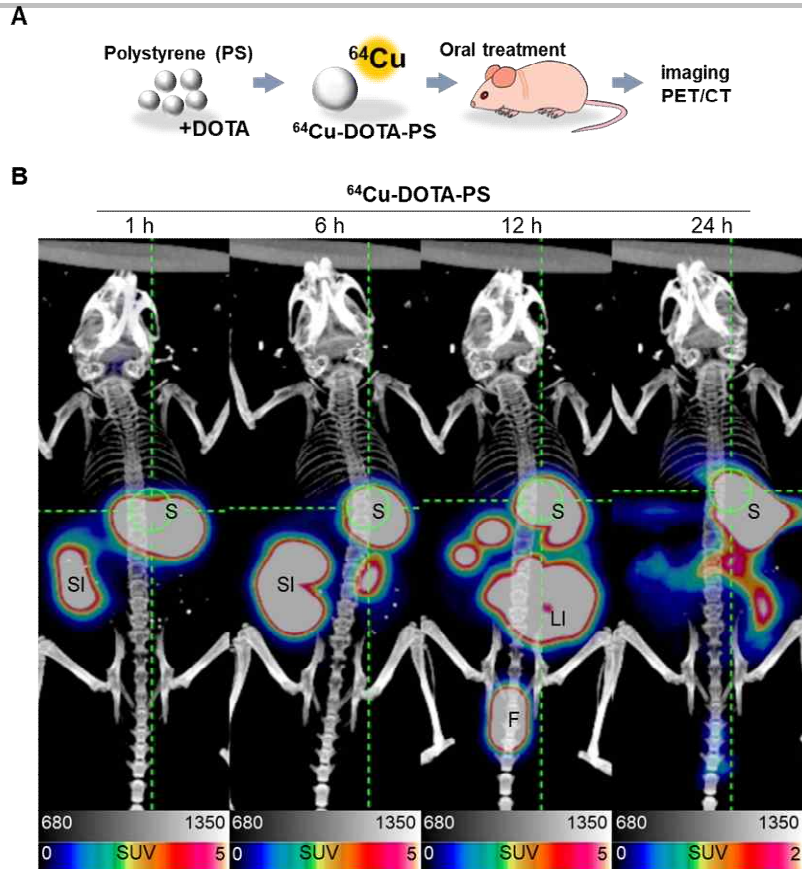 A
Polystyrene (PS)
+DOTA
⁶⁴Cu
⁶⁴Cu-DOTA-PS
Oral treatment
imaging
PET/CT
B
⁶⁴Cu-DOTA-PS
1 h 6 h 12 h 24 h
S S S S
SI SI LI
F
680 1350 680 1350 680 1350 680 1350
0 SUV 5 0 SUV 5 0 SUV 5 0 SUV 2